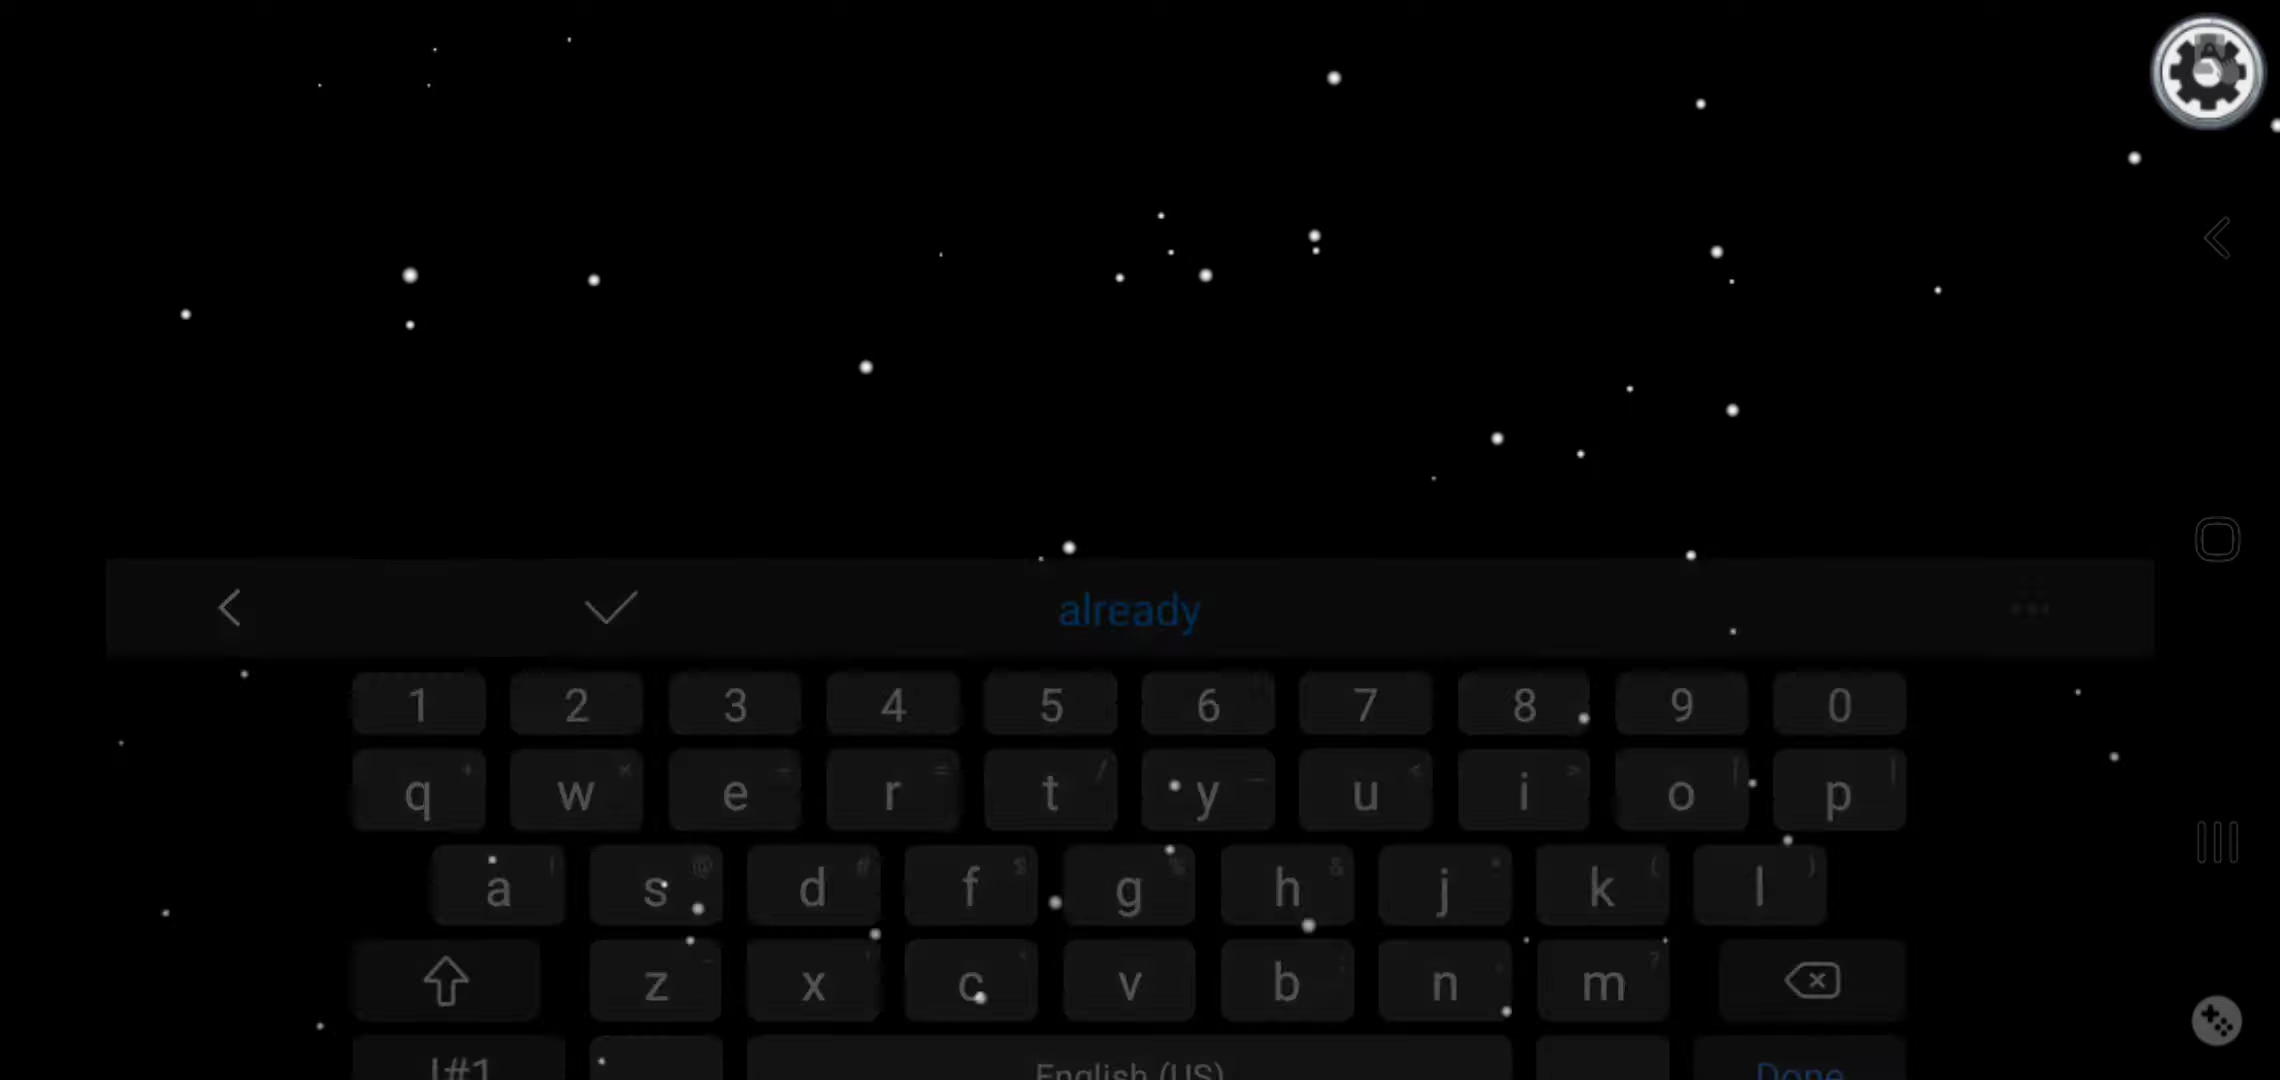 already
1 2 3 4 5 6 7 8 9 0
q w e r t y u i o p
a s d f g h j k l
z x c v b n m
!#1 English (US) Done